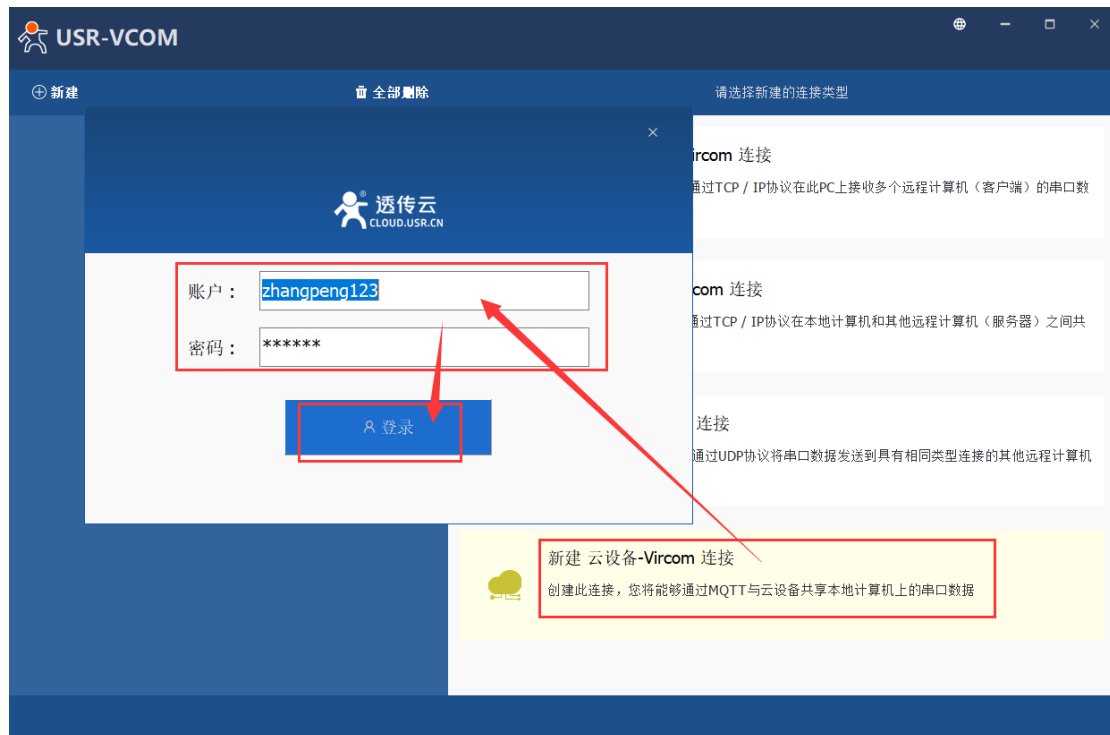 USR-VCOM
新建
全部删除
请选择新建的连接类型
ircom 连接
通过TCP / IP协议在此PC上接收多个远程计算机（客户端）的串口数
透传云
®
CLOUD.USR.CN
账户：
zhangpeng123
com 连接
通过TCP / IP协议在本地计算机和其他远程计算机（服务器）之间共
密码：
******
登录
连接
通过UDP协议将串口数据发送到具有相同类型连接的其他远程计算机
新建 云设备-Vircom 连接
创建此连接，您将能够通过MQTT与云设备共享本地计算机上的串口数据